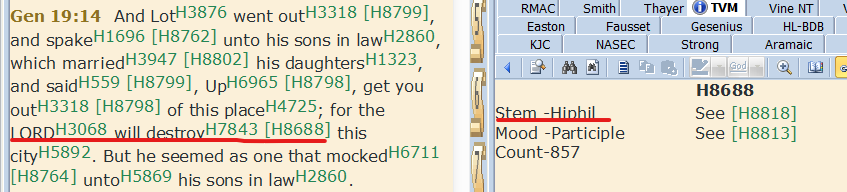 Gen 19:14 And LotH3876 went outH3318 [H8799],
and spakeH1696 [H8762] unto his sons in lawH2860,
which marriedH3947 [H8802] his daughtersH1323,
and saidH559 [H8799], UpH6965 [H8798], get you
outH3318 [H8798] of this placeH4725; for the
LORDH3068 will destroyH7843 [H8688] this
cityH5892. But he seemed as one that mockedH6711
[H8764] untoH5869 his sons in lawH2860.
5
6
7
RMAC Smith Thayer TVM Vine NT
Easton Fausset Gesenius HL-BDB
KJC NASEC Strong Aramaic
God
H8688
Stem -Hiphil See [H8818]
Mood -Participle See [H8813]
Count-857